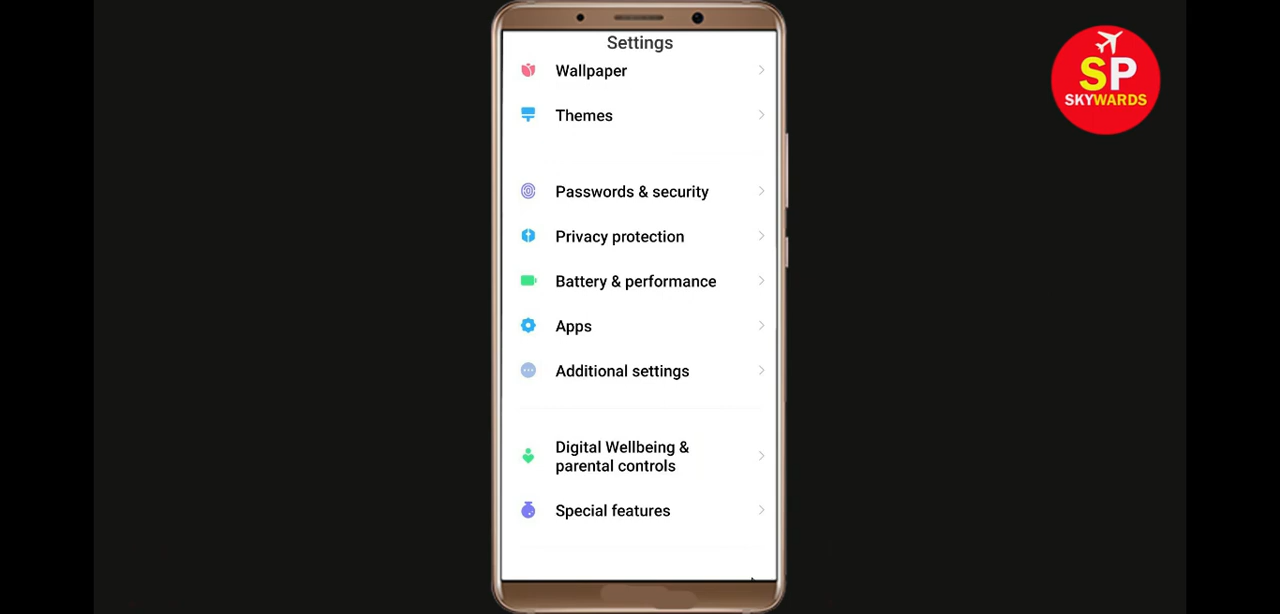 Settings
Wallpaper
Themes
Passwords & security
Privacy protection
Battery & performance
Apps
Additional settings
Digital Wellbeing &
parental controls
Special features
SP
SKYWARDS